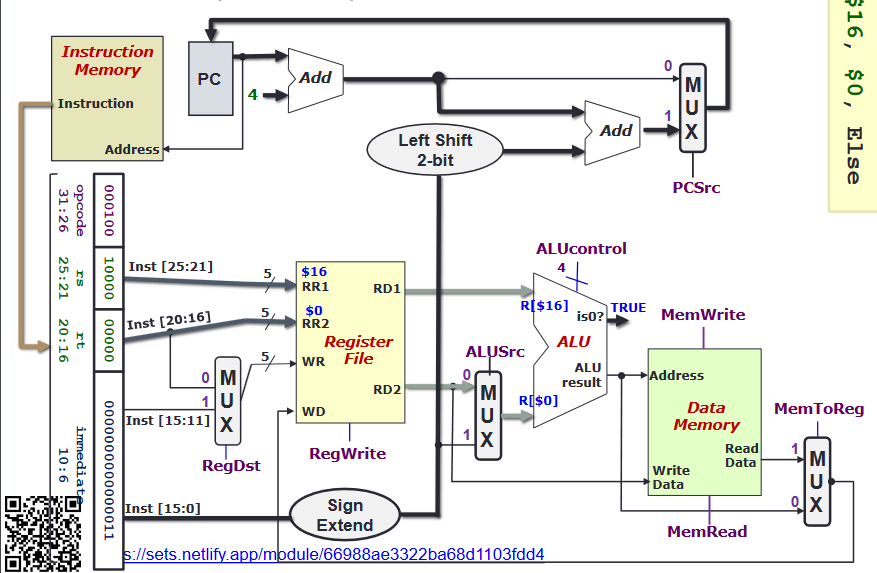 Instruction
Memory
Instruction
Address
PC
4
Add
Left Shift
2-bit
Add
0
1
M
U
X
PCSrc
$16, $0, Else
opcode
31:26
000100
rs
25:21
10000
rt
20:16
00000
immediate
10:6
0000000000000011
Inst [25:21]
5
Inst [20:16]
5
5
0
1
M
U
X
Inst [15:11]
RegDst
Inst [15:0]
$16
RR1
$0
RR2
WR
WD
RD1
RD2
Register
File
RegWrite
Sign
Extend
ALUSrc
0
1
M
U
X
ALUcontrol
4
R[$16]
R[$0]
is0?
TRUE
ALU
ALU
result
MemWrite
Address
Data
Memory
Read
Data
Write
Data
MemRead
MemToReg
1
0
M
U
X
s://sets.netlify.app/module/66988ae3322ba68d1103fdd4